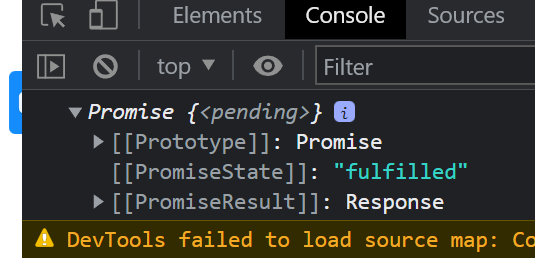 Elements Console Sources
top Filter
Promise {<pending>} i
[[Prototype]]: Promise
[[PromiseState]]: "fulfilled"
[[PromiseResult]]: Response
DevTools failed to load source map: Co